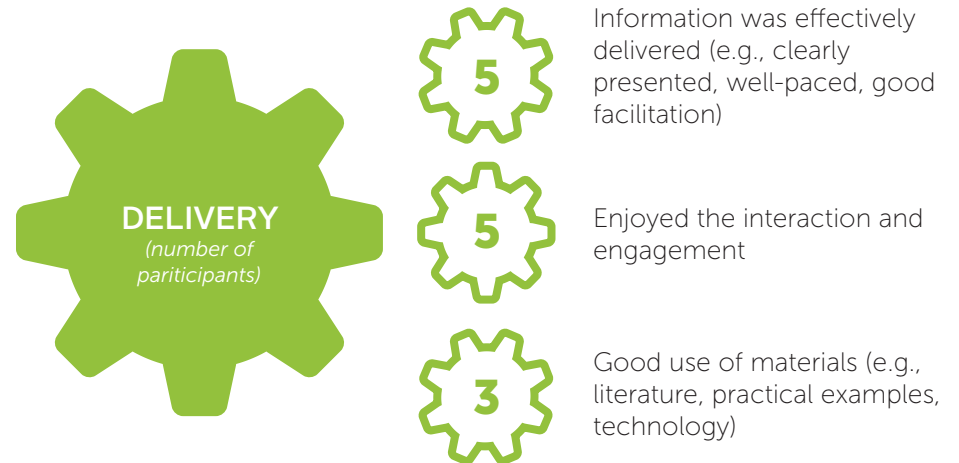 DELIVERY
(number of
pariticipants)
5
Information was effectively
delivered (e.g., clearly
presented, well-paced, good
facilitation)
5
Enjoyed the interaction and
engagement
3
Good use of materials (e.g.,
literature, practical examples,
technology)